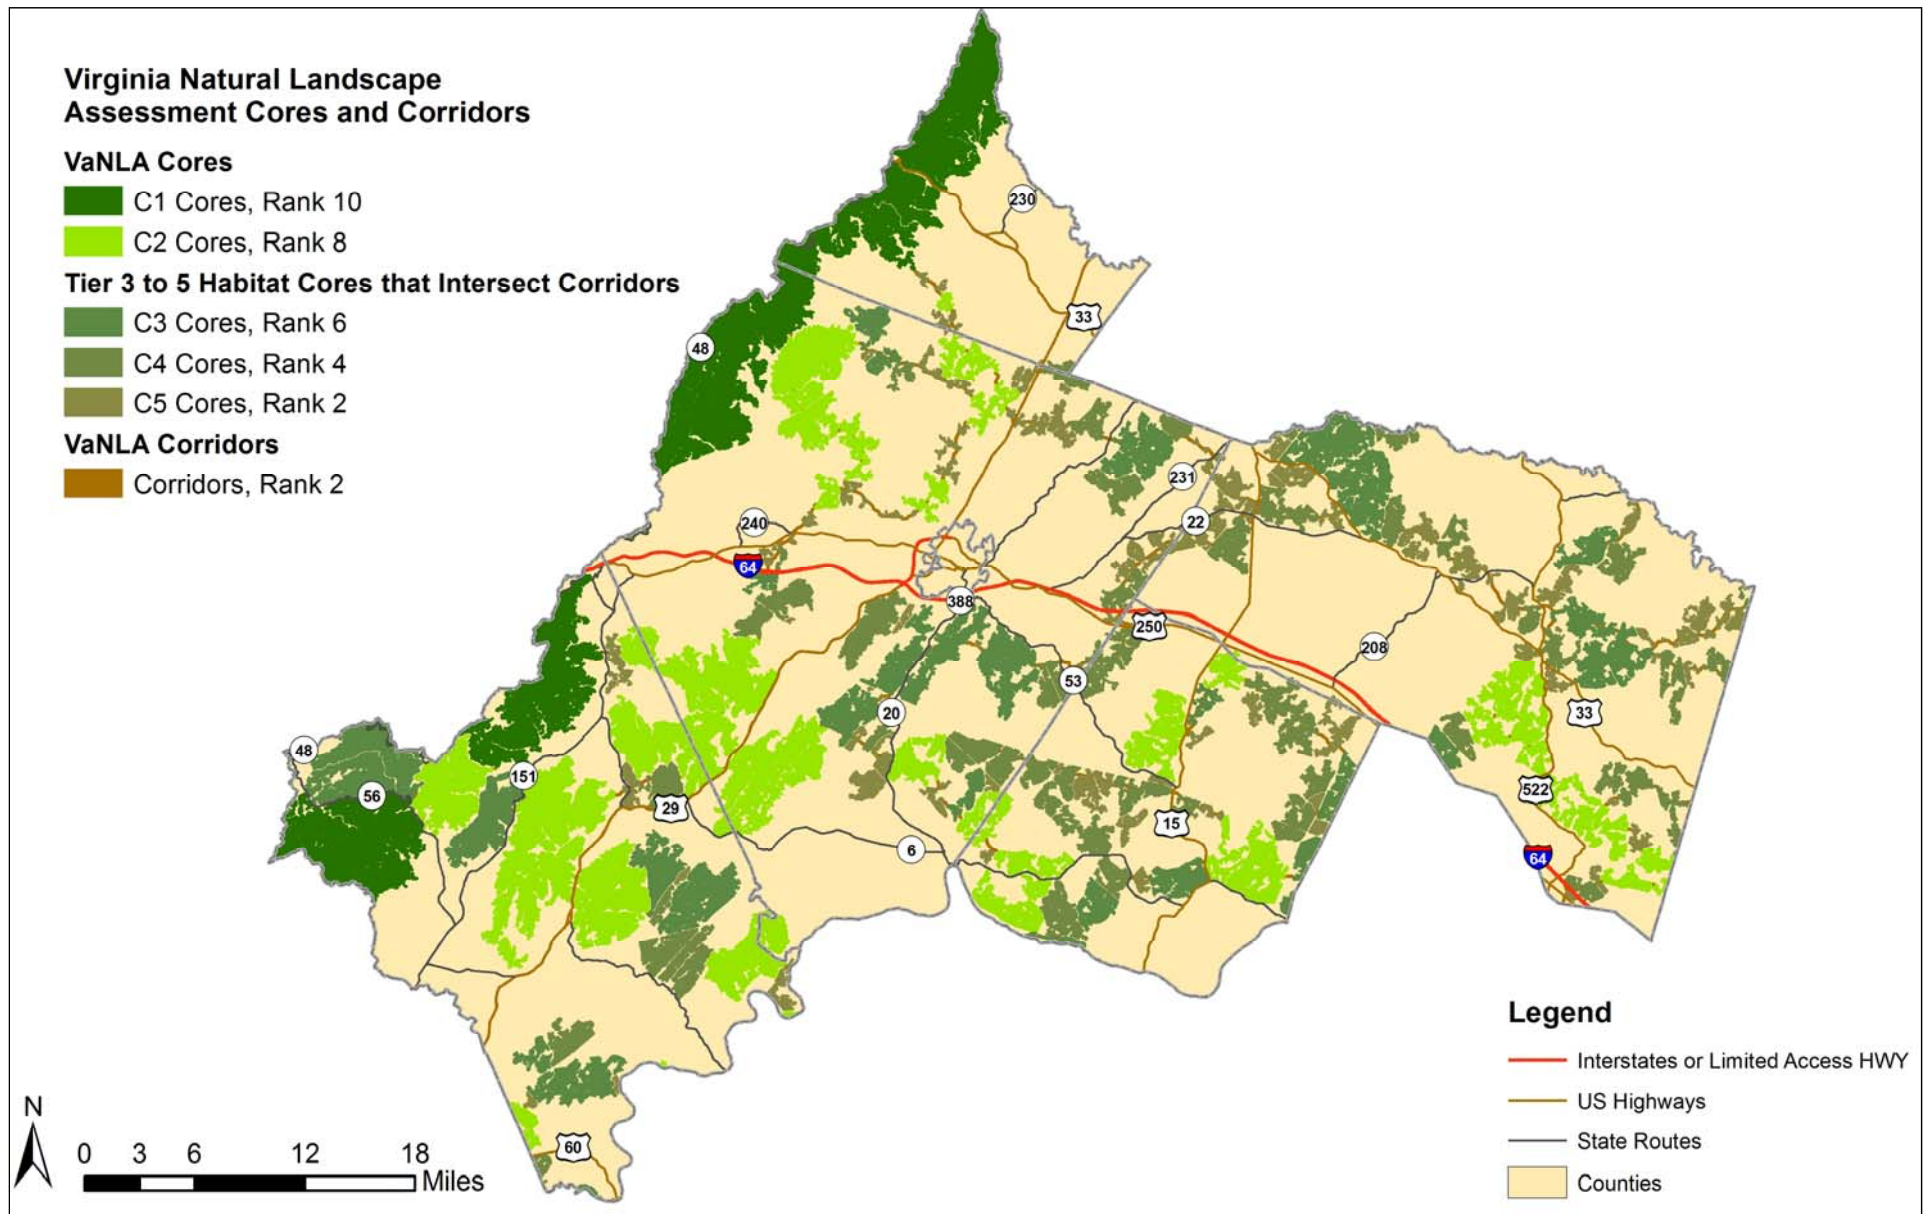 Virginia Natural Landscape
Assessment Cores and Corridors
VaNLA Cores
C1 Cores, Rank 10
C2 Cores, Rank 8
Tier 3 to 5 Habitat Cores that Intersect Corridors
C3 Cores, Rank 6
C4 Cores, Rank 4
C5 Cores, Rank 2
VaNLA Corridors
Corridors, Rank 2
230
33
48
231
240
22
64
388
250
208
53
20
33
48
151
56
29
522
15
6
64
60
N
0 3 6 12 18
Miles
Legend
Interstates or Limited Access HWY
US Highways
State Routes
Counties